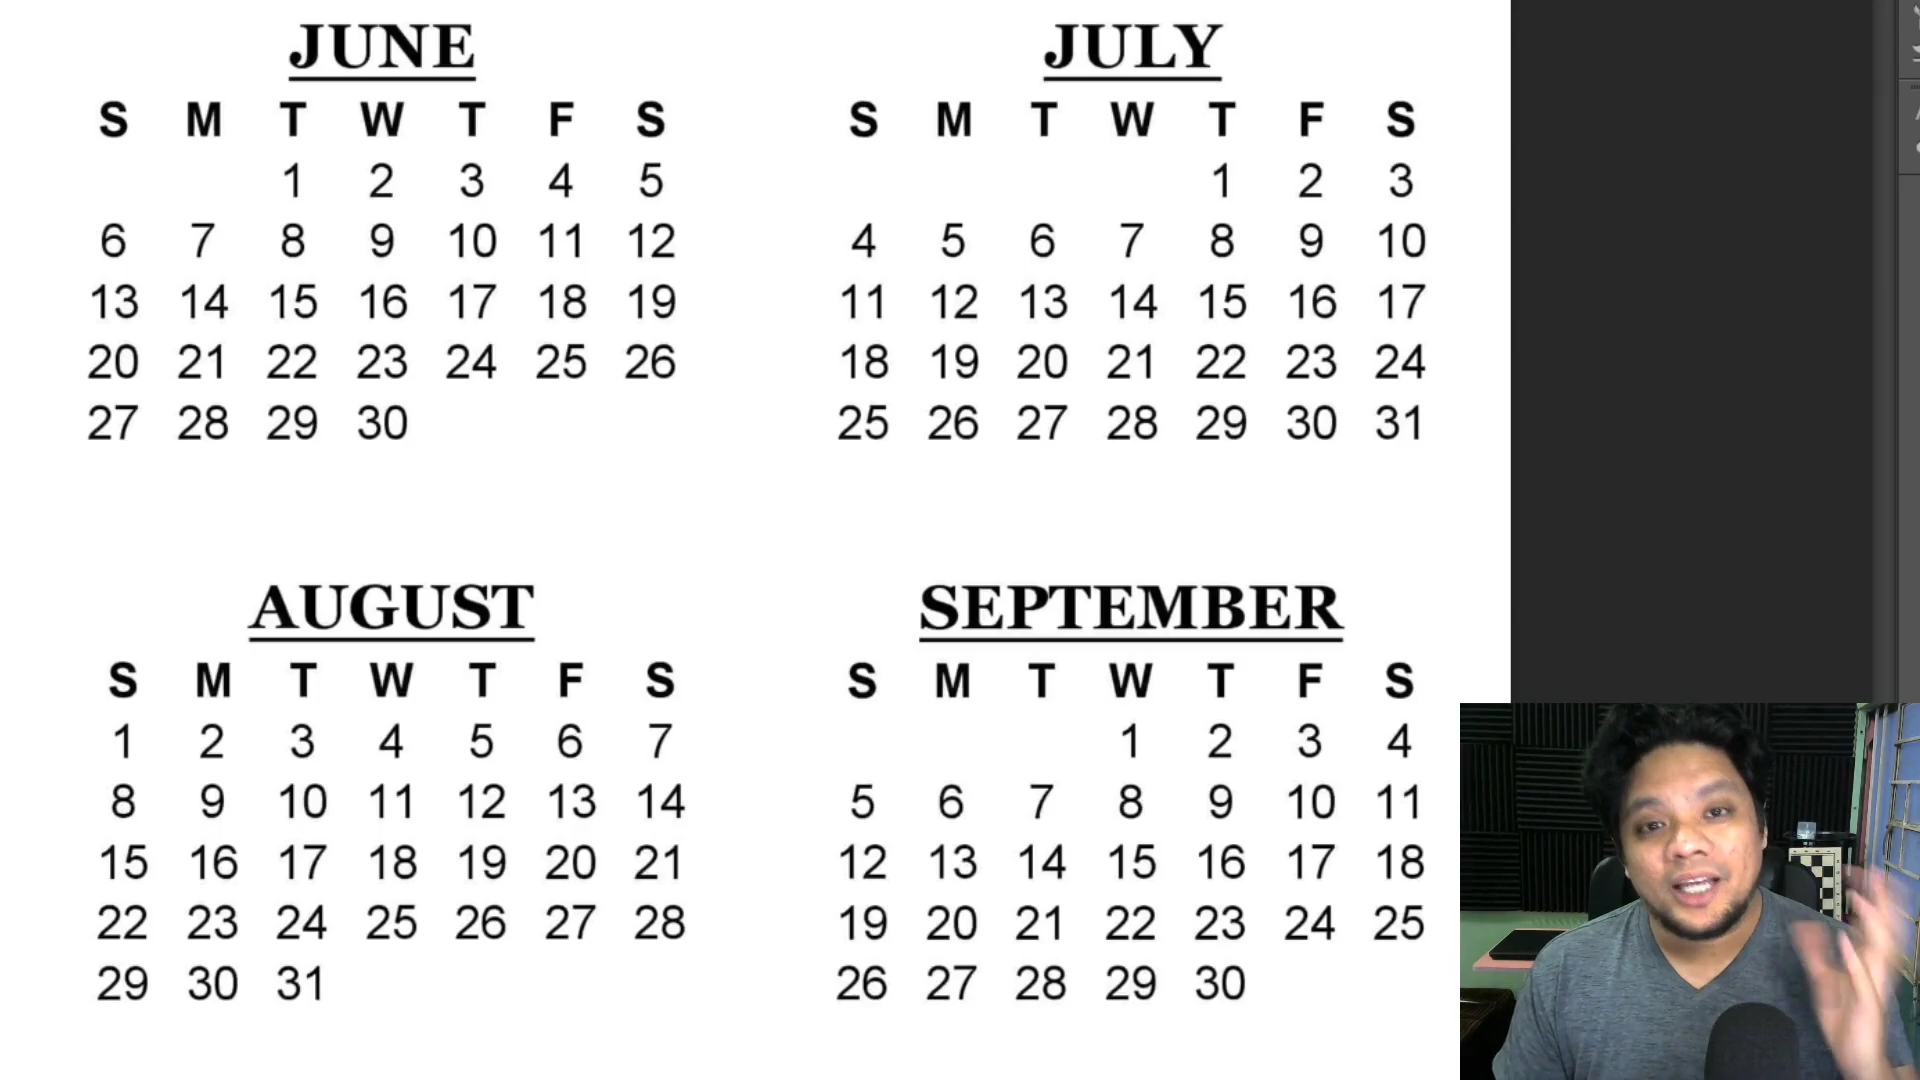 JUNE
S M T W T F S
1 2 3 4 5
6 7 8 9 10 11 12
13 14 15 16 17 18 19
20 21 22 23 24 25 26
27 28 29 30
JULY
S M T W T F S
1 2 3
4 5 6 7 8 9 10
11 12 13 14 15 16 17
18 19 20 21 22 23 24
25 26 27 28 29 30 31
AUGUST
S M T W T F S
1 2 3 4 5 6 7
8 9 10 11 12 13 14
15 16 17 18 19 20 21
22 23 24 25 26 27 28
29 30 31
SEPTEMBER
S M T W T F S
1 2 3 4
5 6 7 8 9 10 11
12 13 14 15 16 17 18
19 20 21 22 23 24 25
26 27 28 29 30